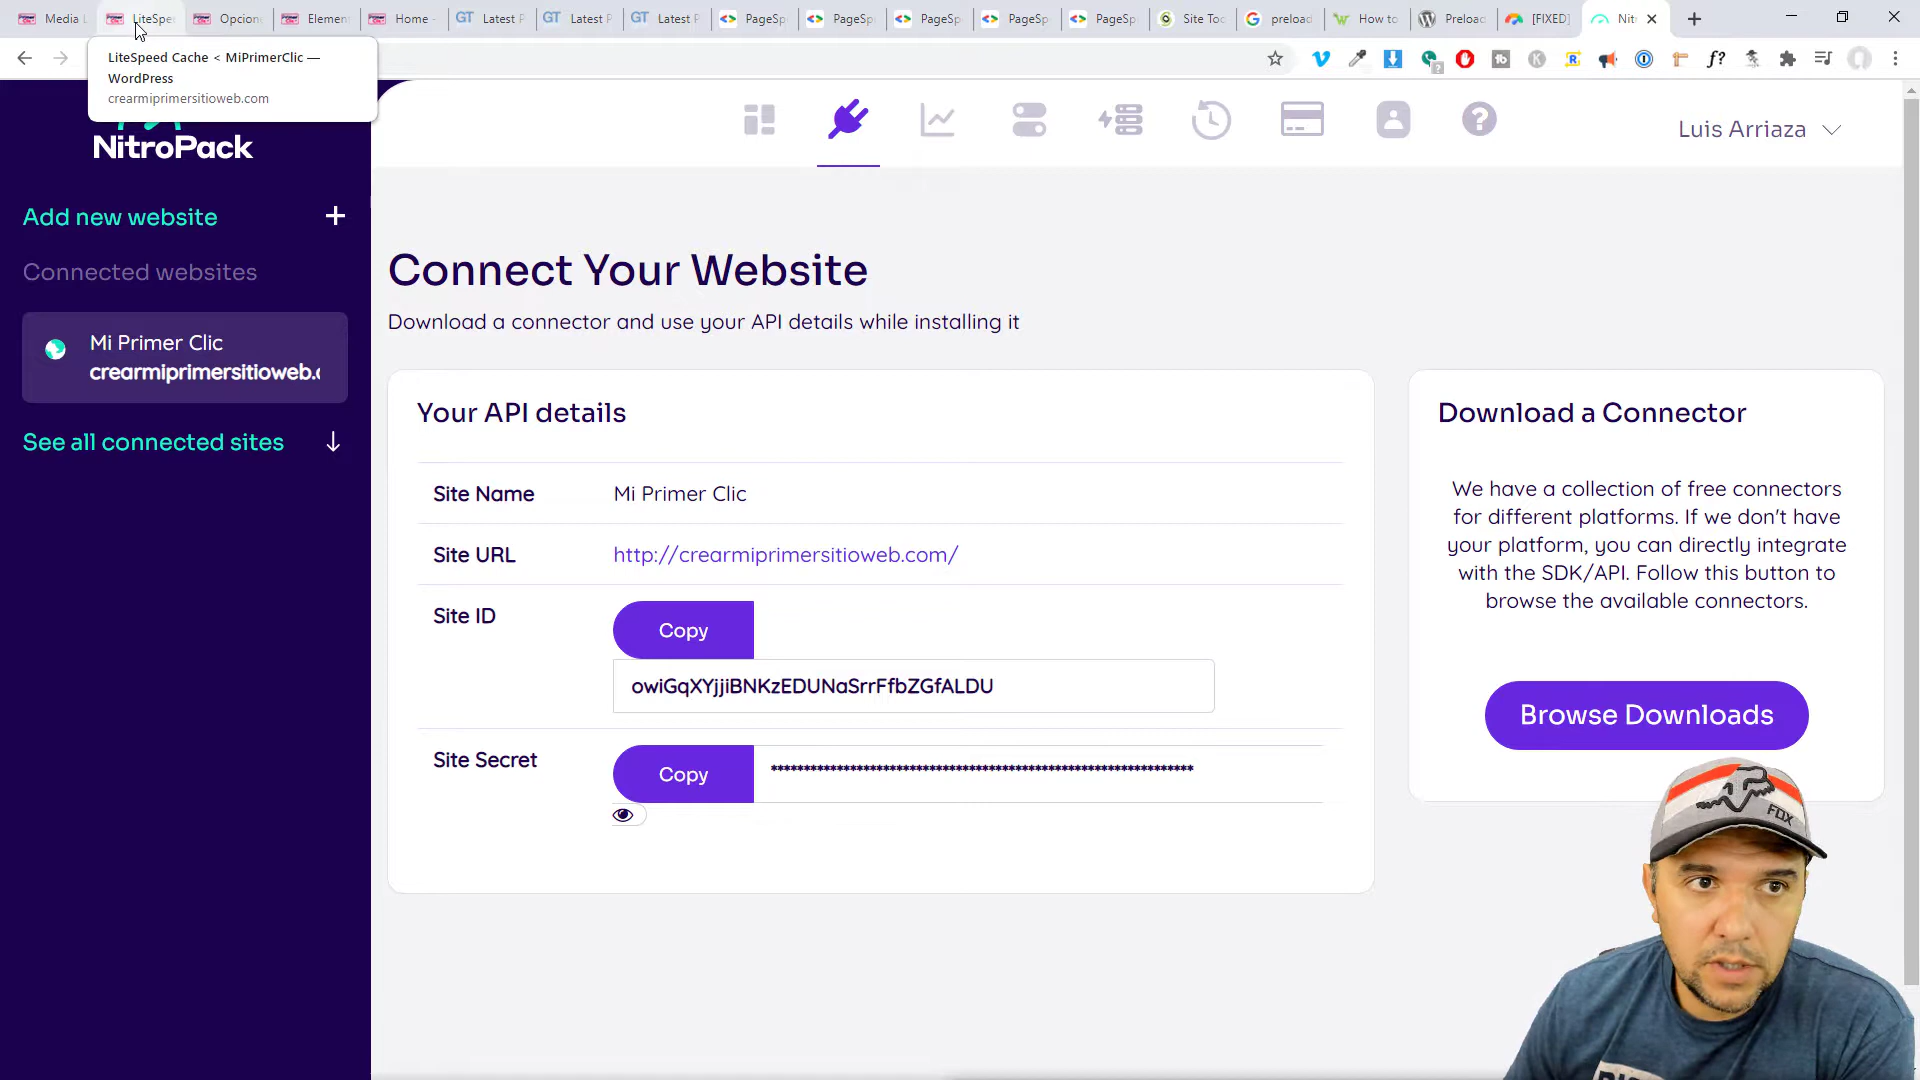 Media
LiteSpe
Opcion
Elemen
Home -
GT Latest P
GT Latest P
GT Latest P
PageSp
PageSp
PageSp
PageSp
PageSp
Site Too
preload
How to
Preload
[FIXED]
Nit
LiteSpeed Cache < MiPrimerClic —
WordPress
crearmiprimersitioweb.com
NitroPack
Luis Arriaza
Add new website +
Connected websites
Mi Primer Clic
crearmiprimersitioweb.c
See all connected sites
Connect Your Website
Download a connector and use your API details while installing it
Your API details
Site Name Mi Primer Clic
Site URL http://crearmiprimersitioweb.com/
Site ID Copy
owiGqXYjjiBNKzEDUNaSrrFfbZGfALDU
Site Secret Copy ****************************************************************
Download a Connector
We have a collection of free connectors
for different platforms. If we don't have
your platform, you can directly integrate
with the SDK/API. Follow this button to
browse the available connectors.
Browse Downloads
FOX